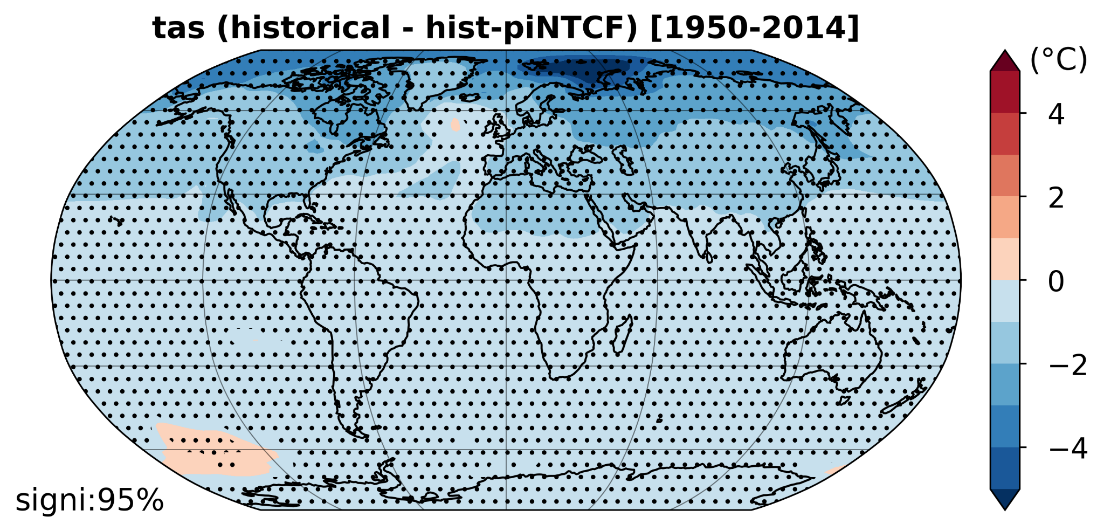 tas (historical - hist-piNTCF) [1950-2014]
(°C)
4
2
0
−2
−4
signi:95%